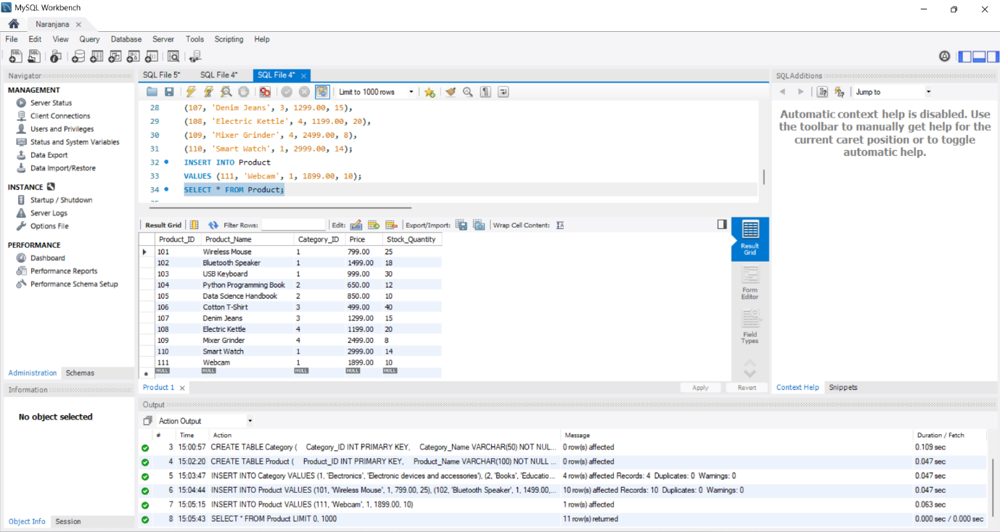 MySQL Workbench
Naranjana
File Edit View Query Database Server Tools Scripting Help
Navigator
MANAGEMENT
Server Status
Client Connections
Users and Privileges
Status and System Variables
Data Export
Data Import/Restore
INSTANCE
Startup / Shutdown
Server Logs
Options File
PERFORMANCE
Dashboard
Performance Reports
Performance Schema Setup
Administration Schemas
Information
No object selected
Object Info Session
SQL File 5* SQL File 4* SQL File 4*
Limit to 1000 rows
28 (107, 'Denim Jeans', 3, 1299.00, 15),
29 (108, 'Electric Kettle', 4, 1199.00, 20),
30 (109, 'Mixer Grinder', 4, 2499.00, 8),
31 (110, 'Smart Watch', 1, 2999.00, 14);
32 INSERT INTO Product
33 VALUES (111, 'Webcam', 1, 1899.00, 10);
34 SELECT * FROM Product;
Result Grid Filter Rows: Edit: Export/Import: Wrap Cell Content:
Product_ID Product_Name Category_ID Price Stock_Quantity
101 Wireless Mouse 1 799.00 25
102 Bluetooth Speaker 1 1499.00 18
103 USB Keyboard 1 999.00 30
104 Python Programming Book 2 650.00 12
105 Data Science Handbook 2 850.00 10
106 Cotton T-Shirt 3 499.00 40
107 Denim Jeans 3 1299.00 15
108 Electric Kettle 4 1199.00 20
109 Mixer Grinder 4 2499.00 8
110 Smart Watch 1 2999.00 14
111 Webcam 1 1899.00 10
NULL NULL NULL NULL NULL
Result
Grid
Form
Editor
Field
Types
Product 1 Apply Revert
SQLAdditions
Jump to
Automatic context help is disabled. Use
the toolbar to manually get help for the
current caret position or to toggle
automatic help.
Context Help Snippets
Output
Action Output
# Time Action Message Duration / Fetch
3 15:00:57 CREATE TABLE Category ( Category_ID INT PRIMARY KEY, Category_Name VARCHAR(50) NOT NUL... 0 row(s) affected 0.109 sec
4 15:02:20 CREATE TABLE Product ( Product_ID INT PRIMARY KEY, Product_Name VARCHAR(100) NOT NULL ... 0 row(s) affected 0.047 sec
5 15:03:47 INSERT INTO Category VALUES (1, 'Electronics', 'Electronic devices and accessories'), (2, 'Books', 'Educatio... 4 row(s) affected Records: 4 Duplicates: 0 Warnings: 0 0.047 sec
6 15:04:44 INSERT INTO Product VALUES (101, 'Wireless Mouse', 1, 799.00, 25), (102, 'Bluetooth Speaker', 1, 1499.00,... 10 row(s) affected Records: 10 Duplicates: 0 Warnings: 0 0.047 sec
7 15:05:15 INSERT INTO Product VALUES (111, 'Webcam', 1, 1899.00, 10) 1 row(s) affected 0.063 sec
8 15:05:43 SELECT * FROM Product LIMIT 0, 1000 11 row(s) returned 0.000 sec / 0.000 sec